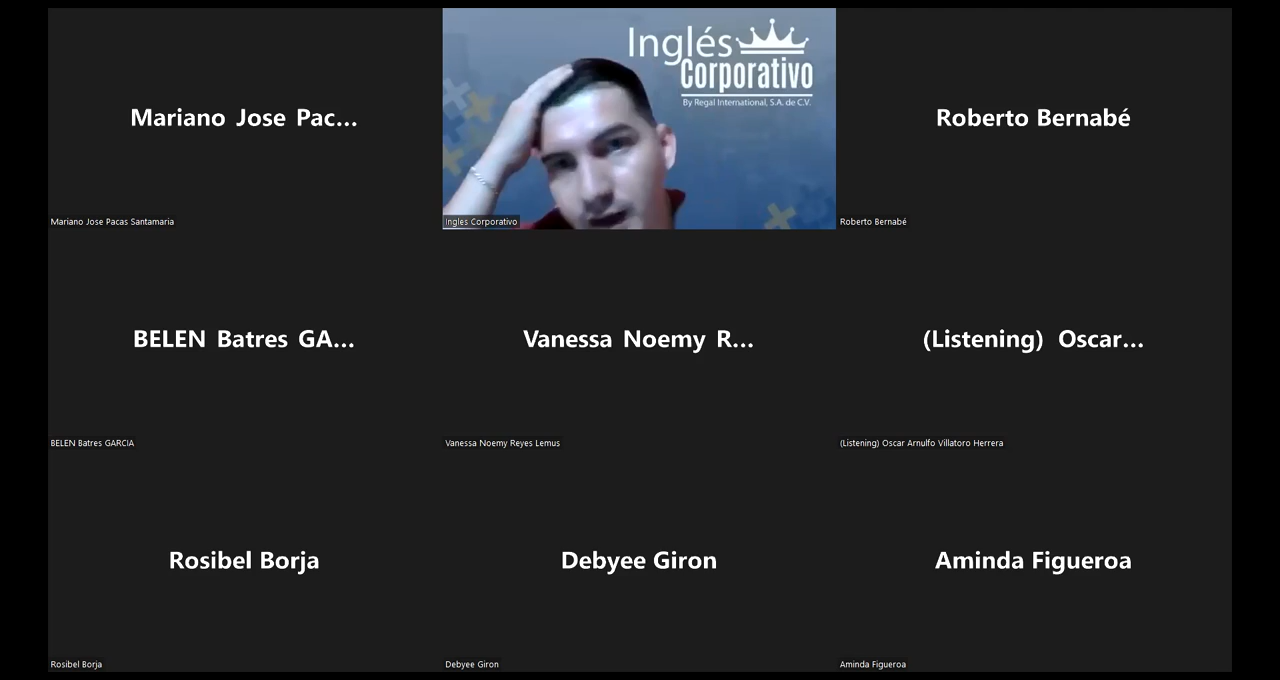 Mariano Jose Pac...
Mariano Jose Pacas Santamaria
Inglés
Corporativo
By Regal International, S.A. de C.V.
Ingles Corporativo
Roberto Bernabé
Roberto Bernabé
BELEN Batres GA...
BELEN Batres GARCIA
Vanessa Noemy R...
Vanessa Noemy Reyes Lemus
(Listening) Oscar...
(Listening) Oscar Arnulfo Villatoro Herrera
Rosibel Borja
Rosibel Borja
Debyee Giron
Debyee Giron
Aminda Figueroa
Aminda Figueroa